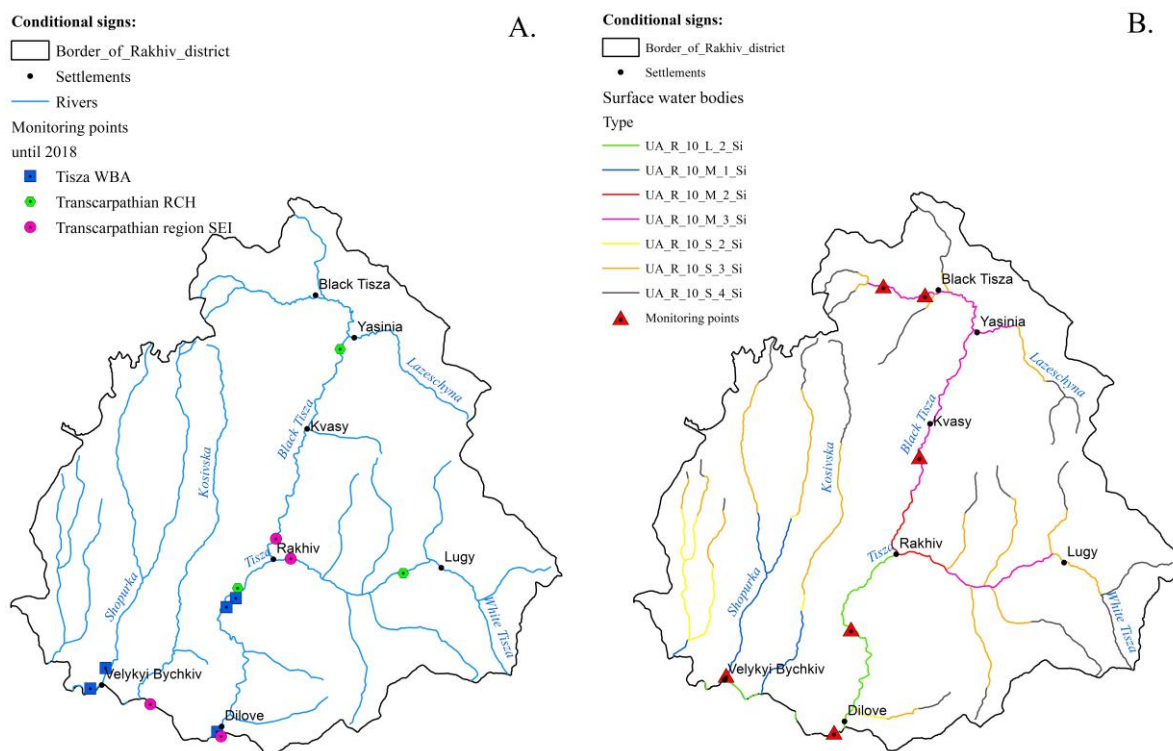 Conditional signs:
A.
Border_of_Rakhiv_district
Settlements
Rivers
Monitoring points
until 2018
Tisza WBA
Transcarpathian RCH
Transcarpathian region SEI
Black Tisza
Yasinia
Lazeschyna
Black Tisza
Kvasy
Kosivska
Rakhiv
Tisza
Lugy
Shopurka
White Tisza
Velykyi Bychkiv
Dilove
Conditional signs:
B.
Border_of_Rakhiv_district
Settlements
Surface water bodies
Type
UA_R_10_L_2_Si
UA_R_10_M_1_Si
UA_R_10_M_2_Si
UA_R_10_M_3_Si
UA_R_10_S_2_Si
UA_R_10_S_3_Si
UA_R_10_S_4_Si
Monitoring points
Black Tisza
Yasinia
Lazeschyna
Black Tisza
Kvasy
Kosivska
Rakhiv
Tisza
Lugy
Shopurka
White Tisza
Velykyi Bychkiv
Dilove